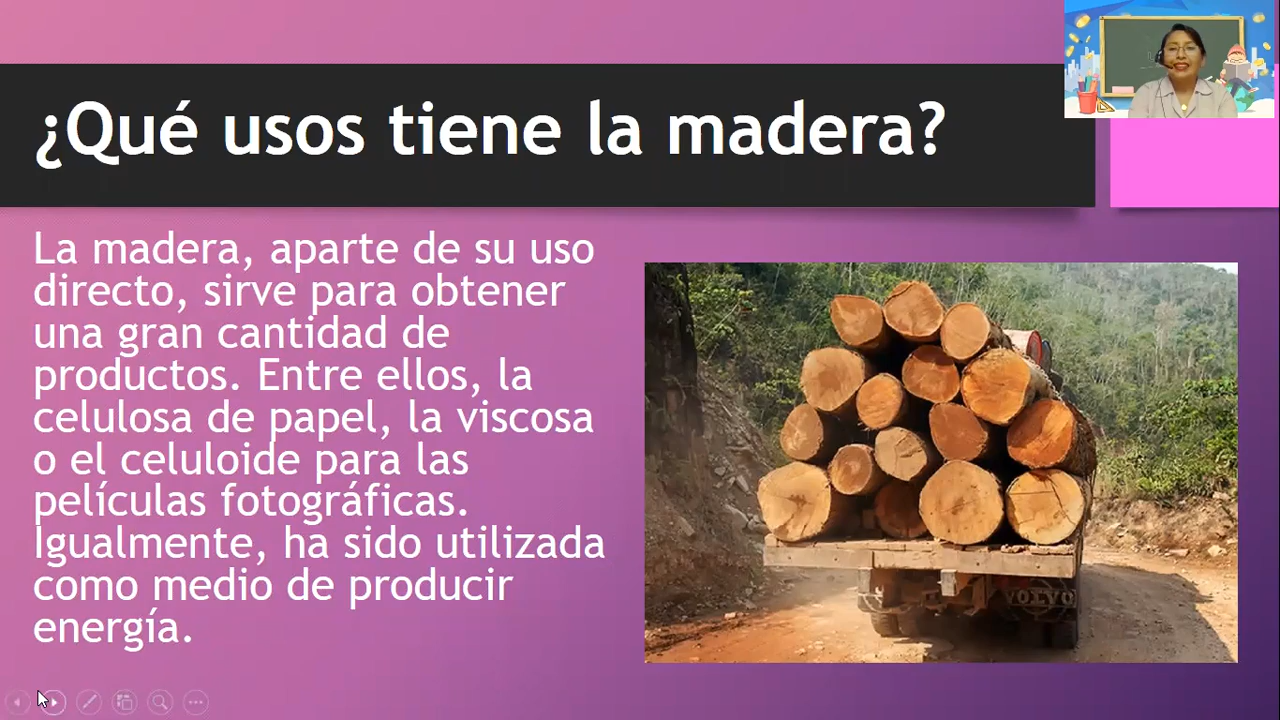 ¿Qué usos tiene la madera?
La madera, aparte de su uso
directo, sirve para obtener
una gran cantidad de
productos. Entre ellos, la
celulosa de papel, la viscosa
o el celuloide para las
películas fotográficas.
Igualmente, ha sido utilizada
como medio de producir
energía.
VOLVO